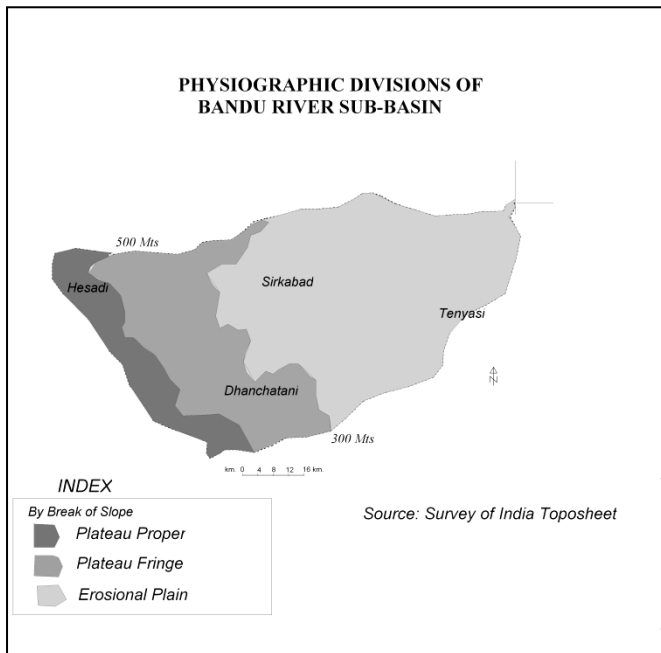 PHYSIOGRAPHIC DIVISIONS OF
BANDU RIVER SUB-BASIN
500 Mts
Hesadi
Sirkabad
Tenyasi
N
Dhanchatani
300 Mts
km. 0 4 8 12 16 km.
INDEX
By Break of Slope
Plateau Proper
Plateau Fringe
Erosional Plain
Source: Survey of India Toposheet